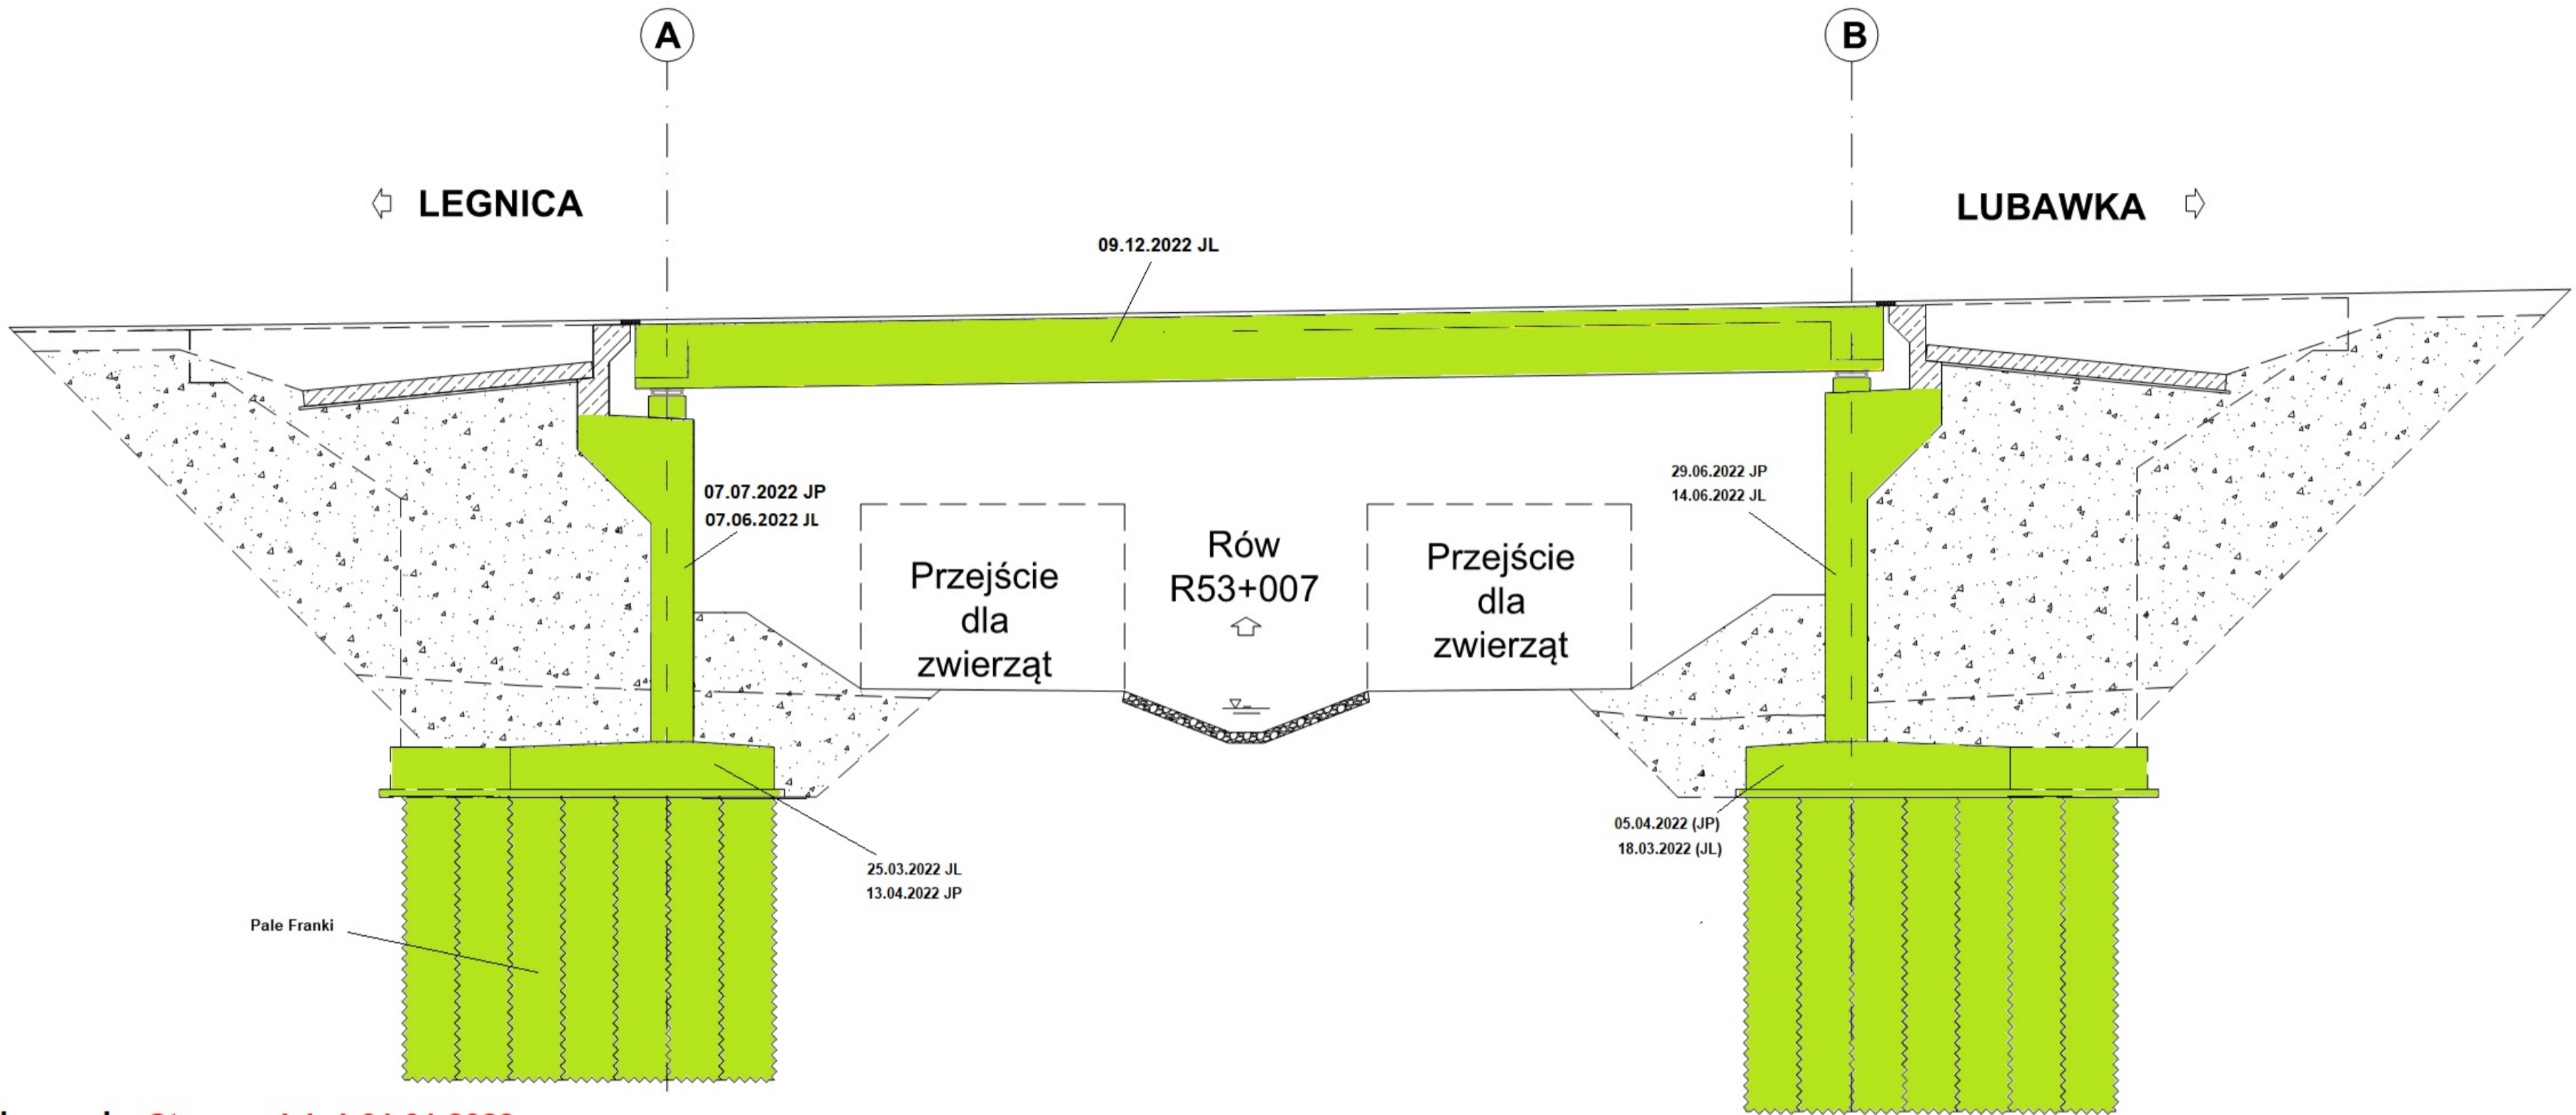 A
B
LEGNICA
LUBAWKA
09.12.2022 JL
07.07.2022 JP
07.06.2022 JL
29.06.2022 JP
14.06.2022 JL
Przejście
dla
zwierząt
Rów
R53+007
Przejście
dla
zwierząt
25.03.2022 JL
13.04.2022 JP
05.04.2022 (JP)
18.03.2022 (JL)
Pale Franki